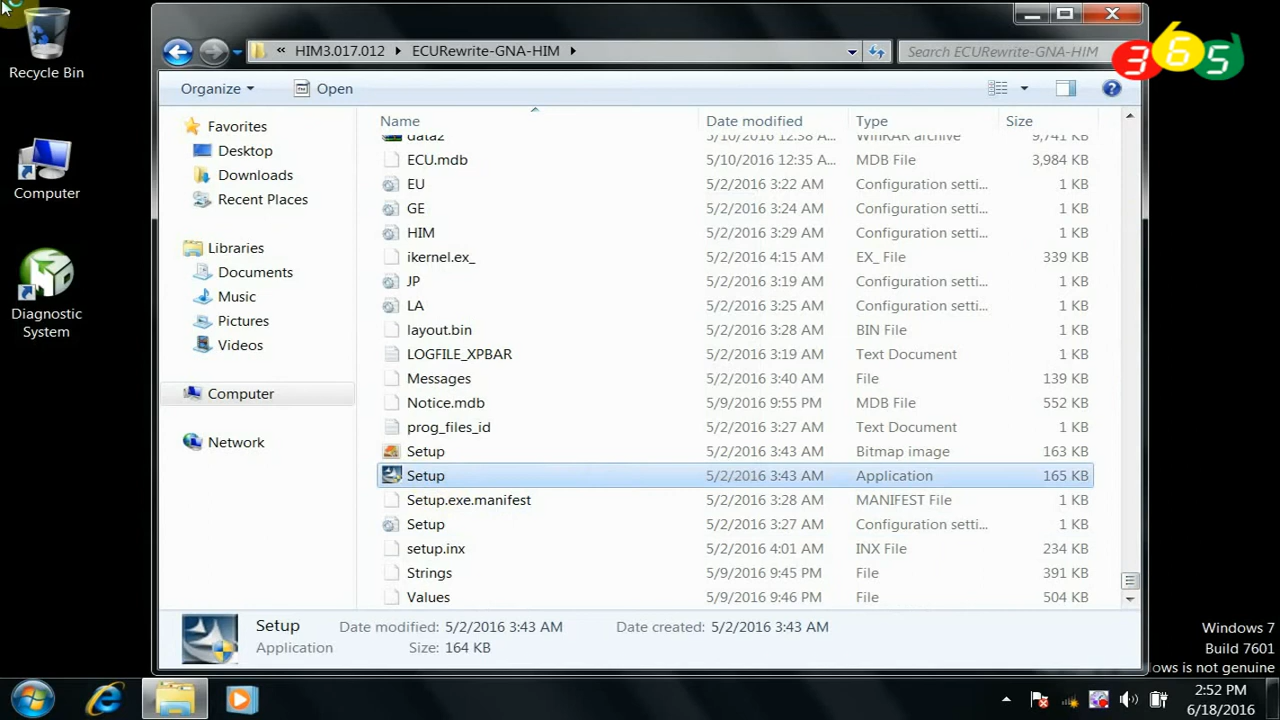 Recycle Bin
Computer
Diagnostic
System
« HIM3.017.012 ECURewrite-GNA-HIM
Search ECURewrite-GNA-HIM
365
Organize Open
Name Date modified Type Size
Favorites
Desktop
Downloads
Recent Places
Libraries
Documents
Music
Pictures
Videos
Computer
Network
data2 5/10/2016 12:38 A... WinRAR archive 9,741 KB
ECU.mdb 5/10/2016 12:35 A... MDB File 3,984 KB
EU 5/2/2016 3:22 AM Configuration setti... 1 KB
GE 5/2/2016 3:24 AM Configuration setti... 1 KB
HIM 5/2/2016 3:29 AM Configuration setti... 1 KB
ikernel.ex_ 5/2/2016 4:15 AM EX_ File 339 KB
JP 5/2/2016 3:19 AM Configuration setti... 1 KB
LA 5/2/2016 3:25 AM Configuration setti... 1 KB
layout.bin 5/2/2016 3:28 AM BIN File 1 KB
LOGFILE_XPBAR 5/2/2016 3:19 AM Text Document 1 KB
Messages 5/2/2016 3:40 AM File 139 KB
Notice.mdb 5/9/2016 9:55 PM MDB File 552 KB
prog_files_id 5/2/2016 3:27 AM Text Document 1 KB
Setup 5/2/2016 3:43 AM Bitmap image 163 KB
Setup 5/2/2016 3:43 AM Application 165 KB
Setup.exe.manifest 5/2/2016 3:28 AM MANIFEST File 1 KB
Setup 5/2/2016 3:27 AM Configuration setti... 1 KB
setup.inx 5/2/2016 4:01 AM INX File 234 KB
Strings 5/9/2016 9:45 PM File 391 KB
Values 5/9/2016 9:46 PM File 504 KB
Setup Date modified: 5/2/2016 3:43 AM Date created: 5/2/2016 3:43 AM
Application Size: 164 KB
Windows 7
Build 7601
ows is not genuine
2:52 PM
6/18/2016